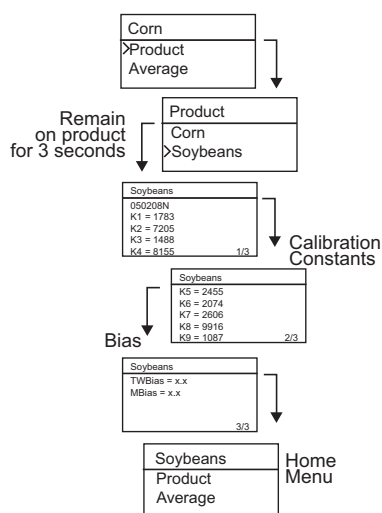 Corn
>Product
Average
Remain
on product
for 3 seconds
Product
Corn
>Soybeans
Soybeans
050208N
K1 = 1783
K2 = 7205
K3 = 1488
K4 = 8155 1/3
Calibration
Constants
Soybeans
K5 = 2455
K6 = 2074
K7 = 2606
K8 = 9916
K9 = 1087 2/3
Bias
Soybeans
TWBias = x.x
MBias = x.x
3/3
Soybeans
Product
Average
Home
Menu